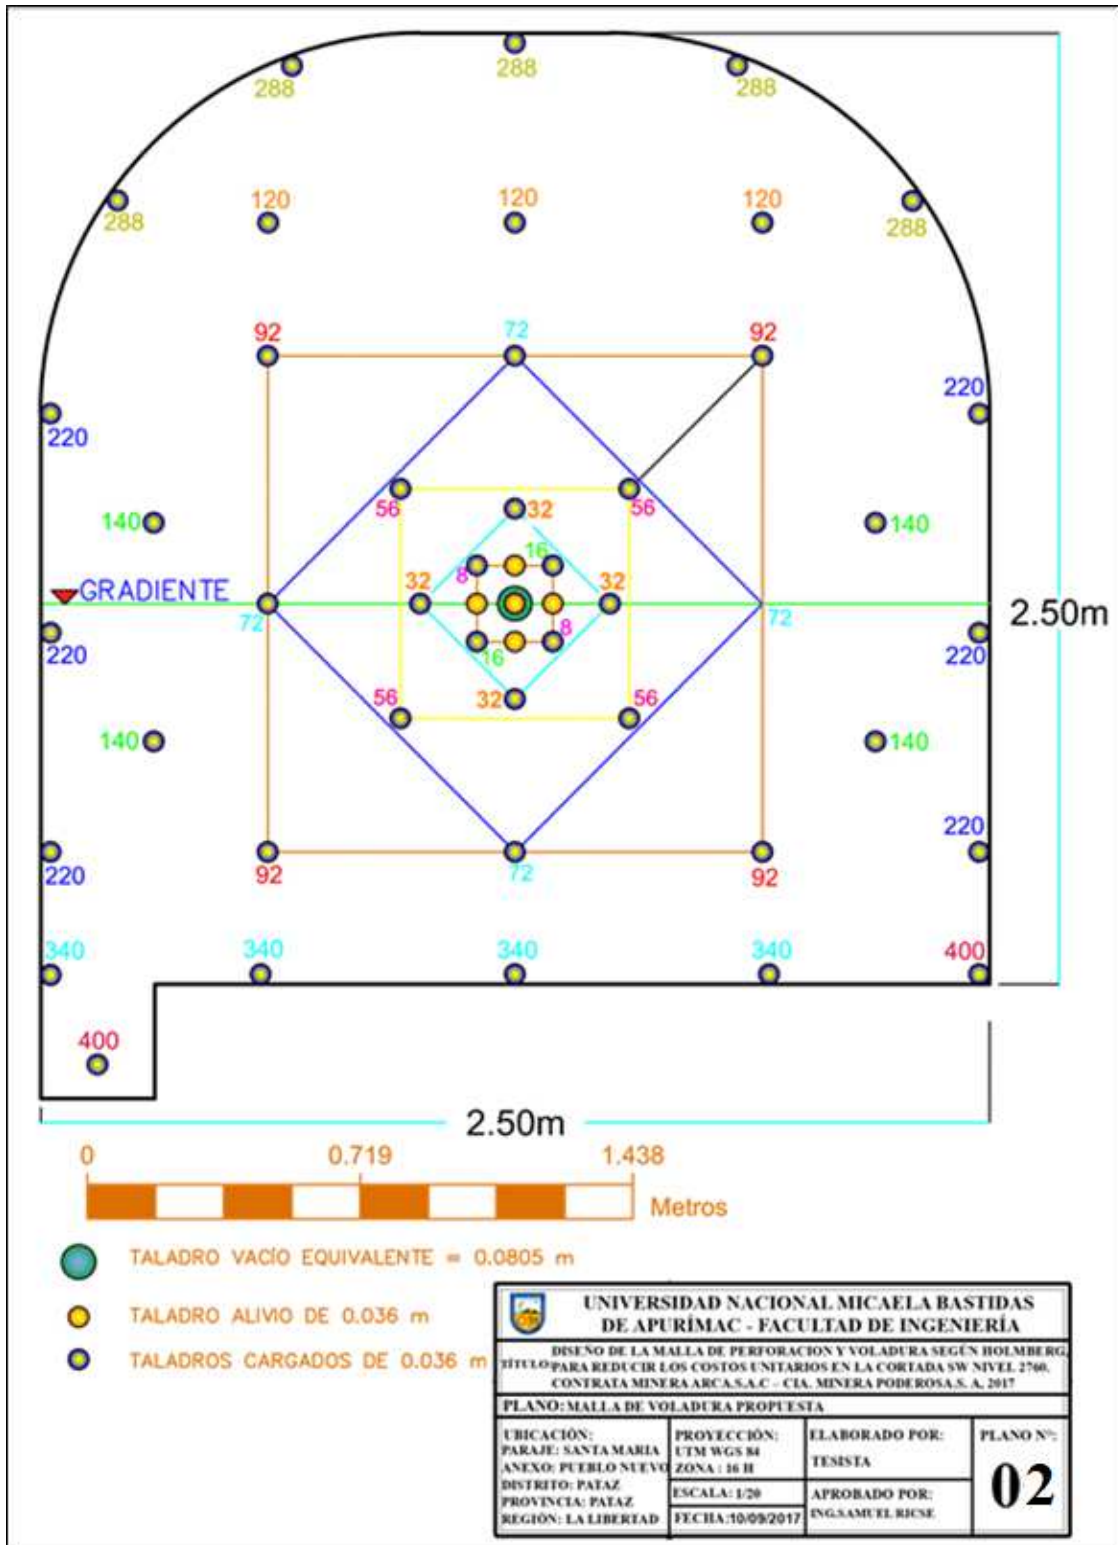 288
288 288
288 288
120 120 120
92 72 92
220 220
56 56
32
140 140
16
8
32 32
GRADIENTE
72 72
2.50m
220 8 220
16
32
56 56
140 140
220 220
92 72 92
340 340 340 340 400
400
2.50m
0 0.719 1.438
Metros
TALADRO VACÍO EQUIVALENTE = 0.0805 m
TALADRO ALIVIO DE 0.036 m
TALADROS CARGADOS DE 0.036 m
UNIVERSIDAD NACIONAL MICAELA BASTIDAS
DE APURÍMAC - FACULTAD DE INGENIERÍA
TÍTULO: DISEÑO DE LA MALLA DE PERFORACION Y VOLADURA SEGÚN HOLMBERG,
PARA REDUCIR LOS COSTOS UNITARIOS EN LA CORTADA SW NIVEL 2760.
CONTRATA MINERA ARCA.S.A.C – CIA. MINERA PODEROSA.S. A, 2017
PLANO: MALLA DE VOLADURA PROPUESTA
UBICACIÓN:
PARAJE: SANTA MARIA
ANEXO: PUEBLO NUEVO
DISTRITO: PATAZ
PROVINCIA: PATAZ
REGIÓN: LA LIBERTAD
PROYECCIÓN:
UTM WGS 84
ZONA : 16 H
ESCALA: 1/20
FECHA:10/09/2017
ELABORADO POR:
TESISTA
APROBADO POR:
ING.SAMUEL RICSE
PLANO Nº:
02